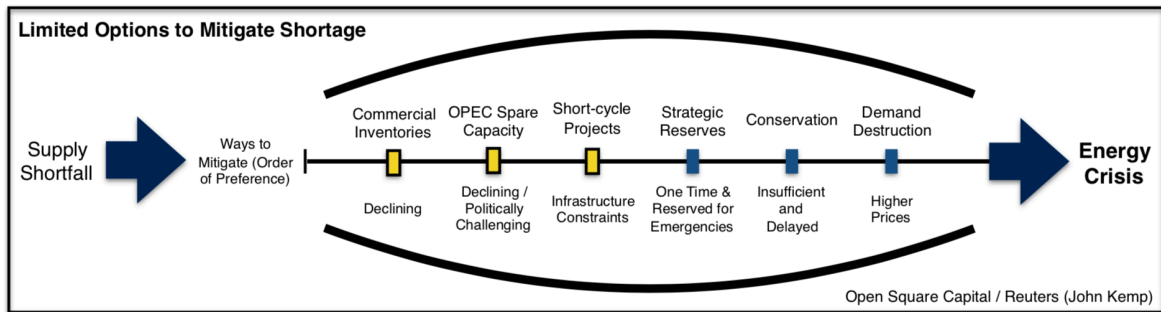 Limited Options to Mitigate Shortage
Supply
Shortfall
Ways to
Mitigate (Order
of Preference)
Commercial
Inventories
Declining
OPEC Spare
Capacity
Declining /
Politically
Challenging
Short-cycle
Projects
Infrastructure
Constraints
Strategic
Reserves
One Time &
Reserved for
Emergencies
Conservation
Insufficient
and
Delayed
Demand
Destruction
Higher
Prices
Energy
Crisis
Open Square Capital / Reuters (John Kemp)